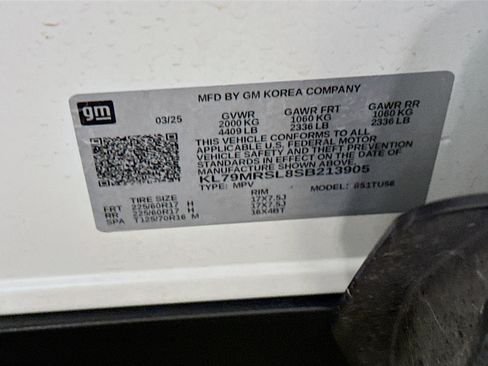 gm
MFD BY GM KOREA COMPANY
03/25
GVWR GAWR FRT GAWR RR
2000 KG 1060 KG 1060 KG
4409 LB 2336 LB 2336 LB
THIS VEHICLE CONFORMS TO ALL
APPLICABLE U.S. FEDERAL MOTOR
VEHICLE SAFETY AND THEFT PREVENTION
STANDARDS IN EFFECT ON THE DATE OF
MANUFACTURE SHOWN ABOVE.
KL79MRSL8SB213905
TYPE: MPV MODEL: 851TU56
TIRE SIZE RIM
FRT 225/60R17 H 17X7.5J
RR 225/60R17 H 17X7.5J
SPA T125/70R16 M 16X4BT